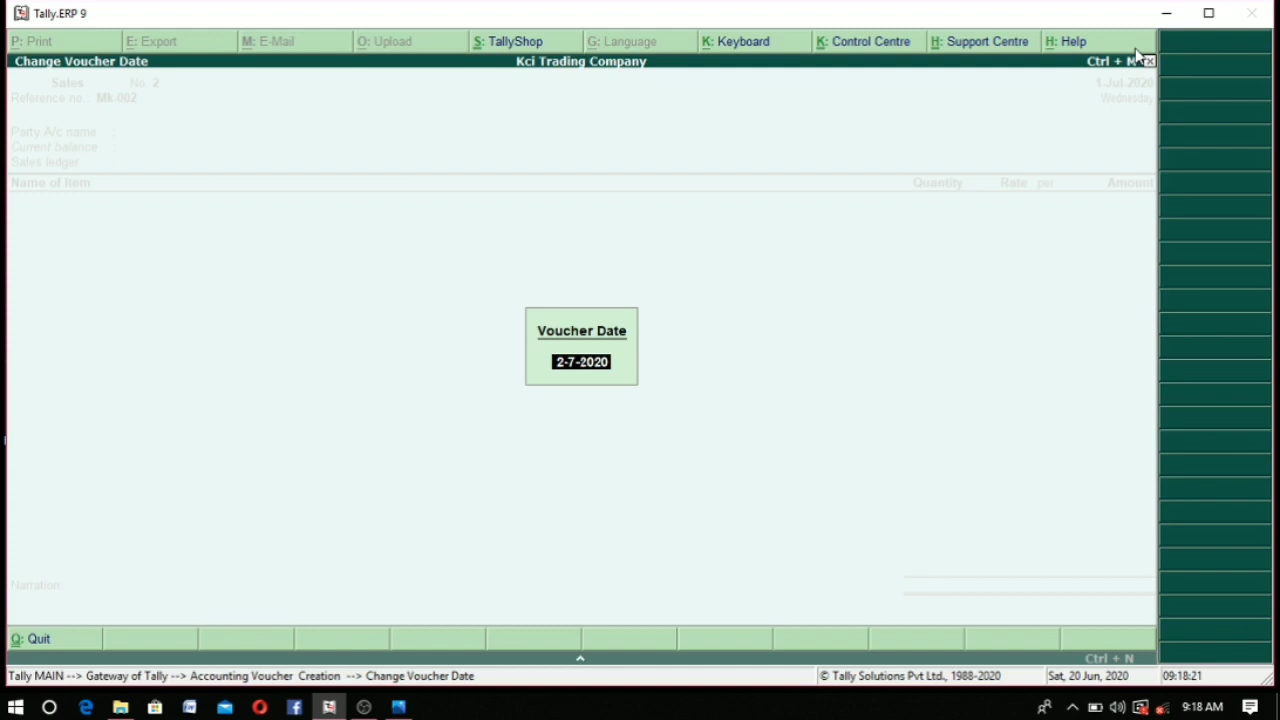 Tally.ERP 9
P: Print E: Export M: E-Mail O: Upload S: TallyShop G: Language K: Keyboard K: Control Centre H: Support Centre H: Help
Change Voucher Date Kci Trading Company Ctrl + M
Sales No. 2 1-Jul-2020
Reference no. Mk-002 Wednesday
Party A/c name :
Current balance :
Sales ledger :
Name of Item Quantity Rate per Amount
Voucher Date
2-7-2020
Narration:
Q: Quit
Ctrl + N
Tally MAIN --> Gateway of Tally --> Accounting Voucher Creation --> Change Voucher Date © Tally Solutions Pvt Ltd., 1988-2020 Sat, 20 Jun, 2020 09:18:21
9:18 AM